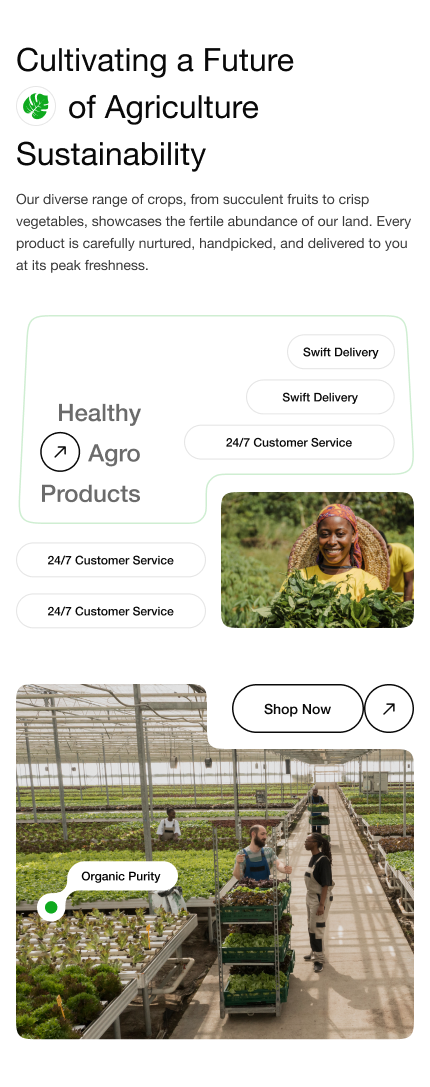 Cultivating a Future
of Agriculture
Sustainability
Our diverse range of crops, from succulent fruits to crisp
vegetables, showcases the fertile abundance of our land. Every
product is carefully nurtured, handpicked, and delivered to you
at its peak freshness.
Swift Delivery
Swift Delivery
24/7 Customer Service
Healthy
Agro
Products
24/7 Customer Service
24/7 Customer Service
Shop Now
Organic Purity